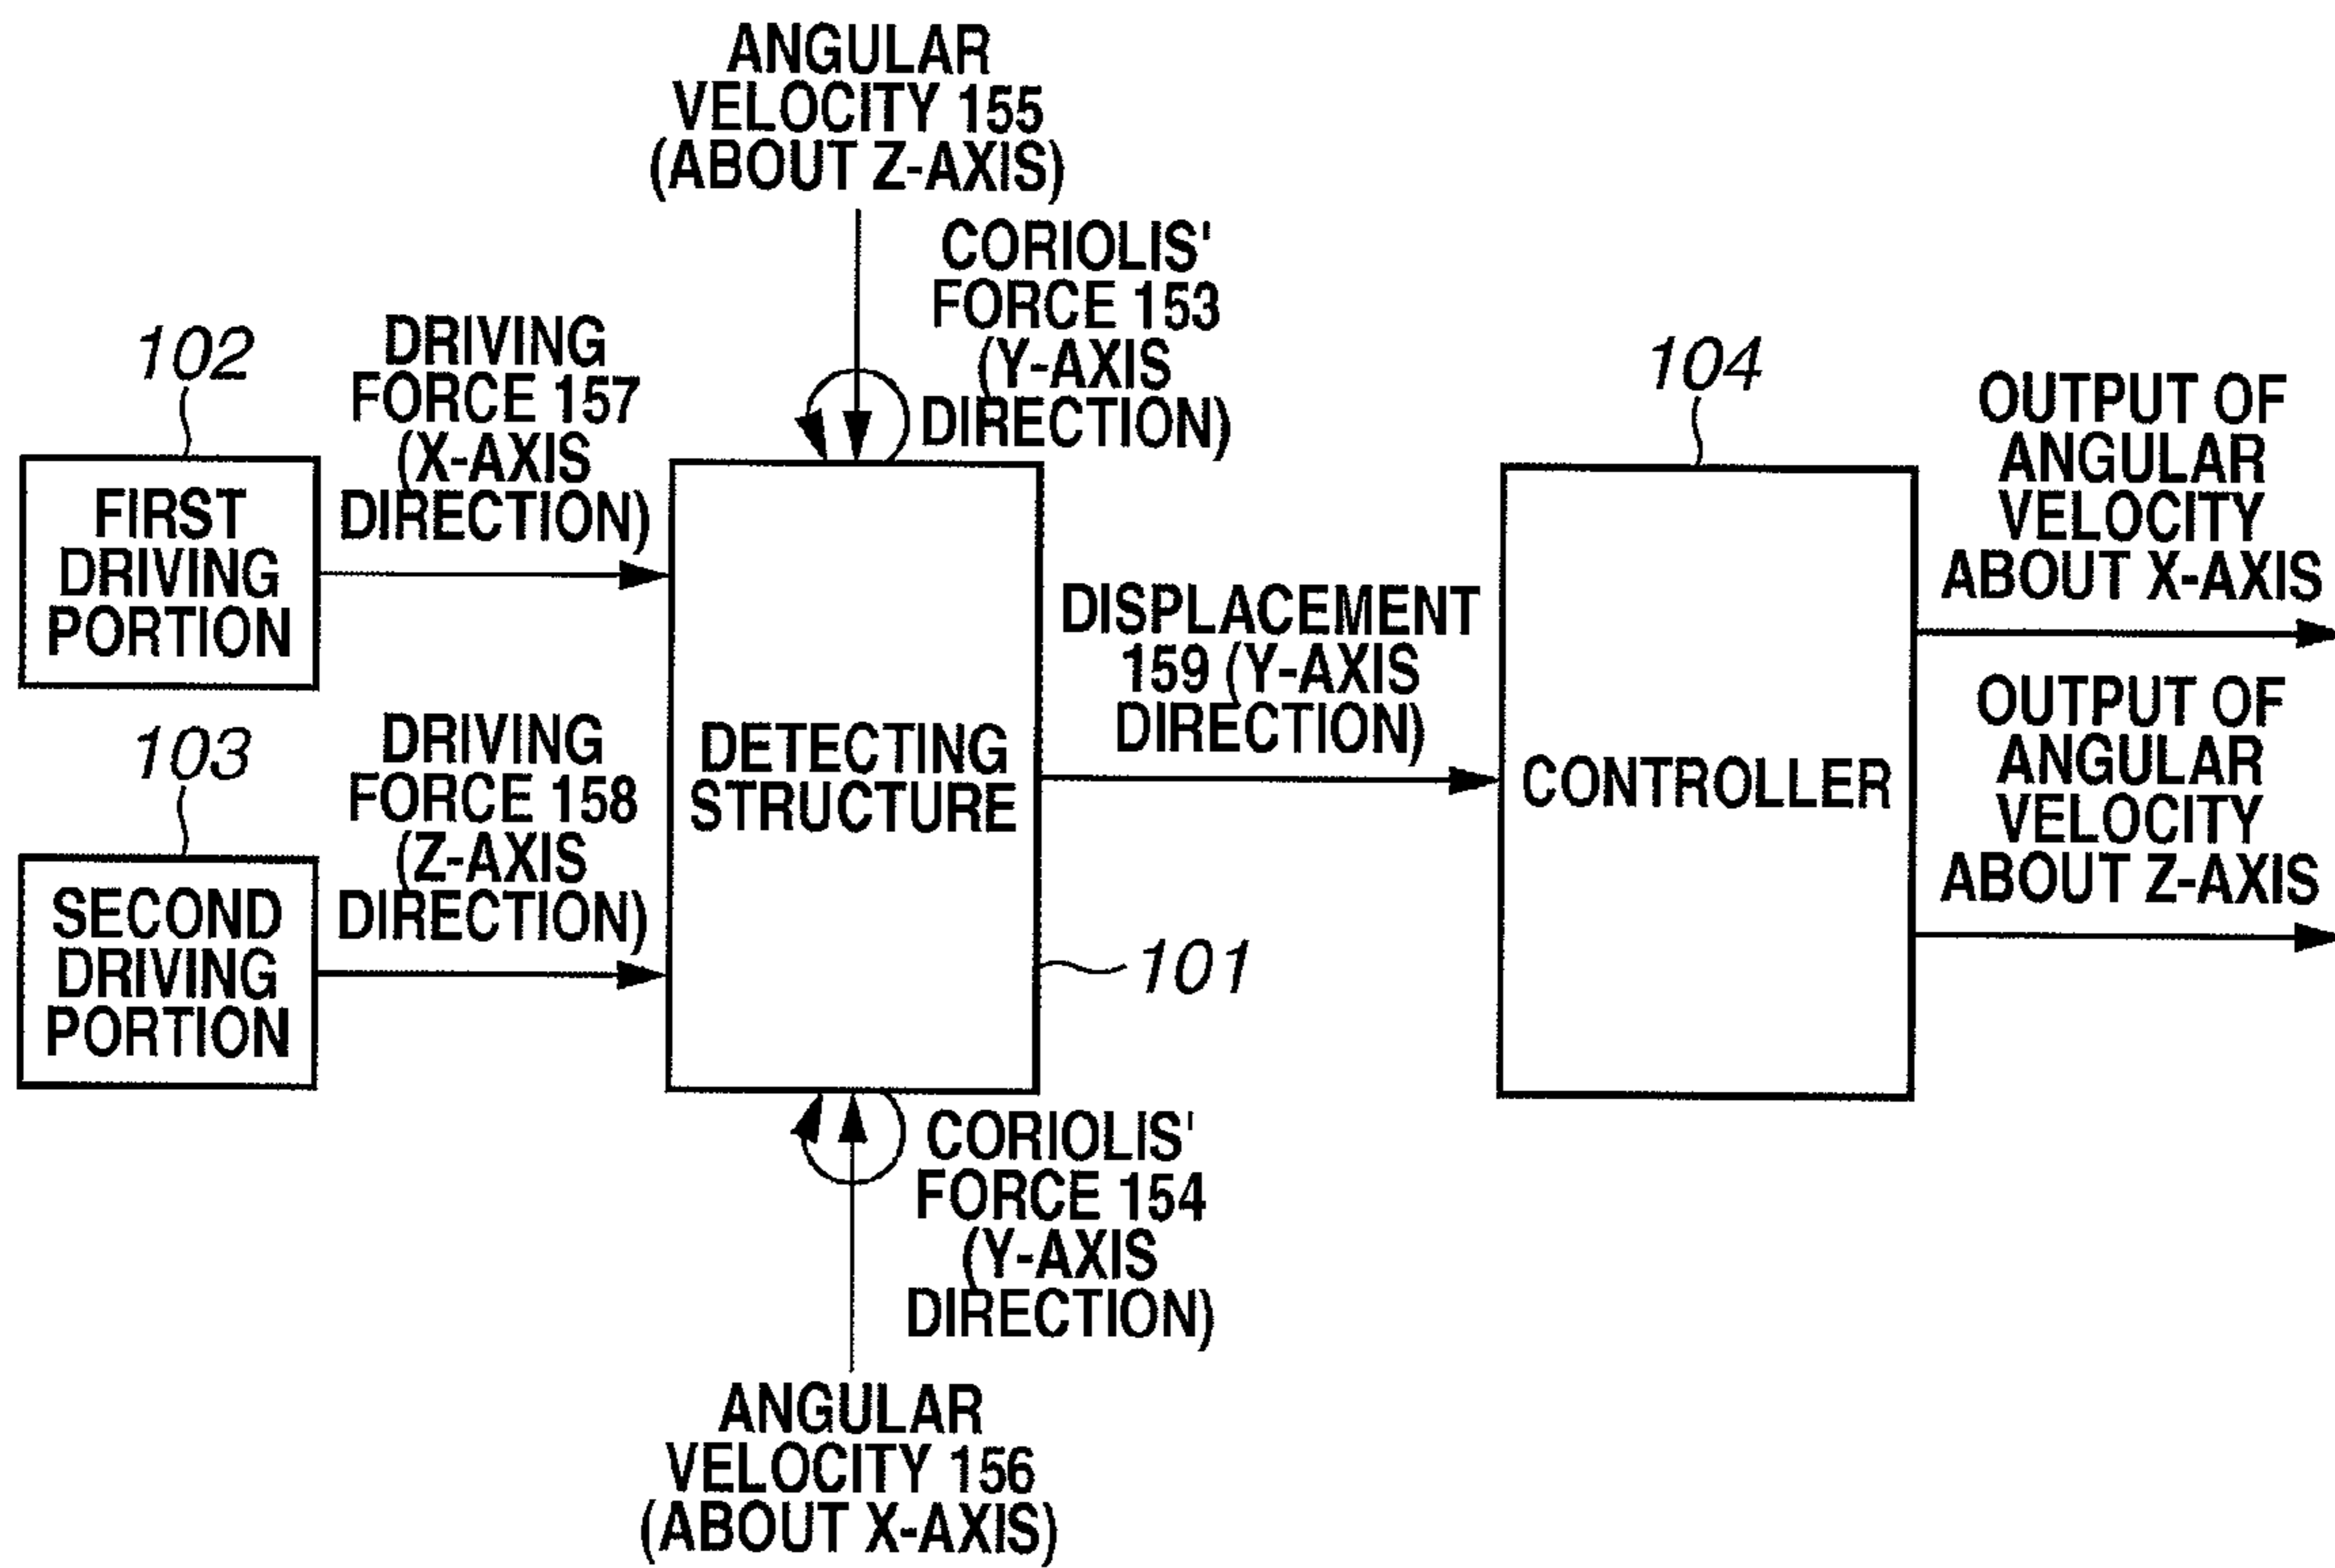 ANGULAR
VELOCITY 155
(ABOUT Z-AXIS)
CORIOLIS'
FORCE 153
(Y-AXIS
DIRECTION)
102
DRIVING
FORCE 157
(X-AXIS
DIRECTION)
FIRST
DRIVING
PORTION
103
DRIVING
FORCE 158
(Z-AXIS
DIRECTION)
SECOND
DRIVING
PORTION
DETECTING
STRUCTURE
101
DISPLACEMENT
159 (Y-AXIS
DIRECTION)
104
CONTROLLER
OUTPUT OF
ANGULAR
VELOCITY
ABOUT X-AXIS
OUTPUT OF
ANGULAR
VELOCITY
ABOUT Z-AXIS
CORIOLIS'
FORCE 154
(Y-AXIS
DIRECTION)
ANGULAR
VELOCITY 156
(ABOUT X-AXIS)